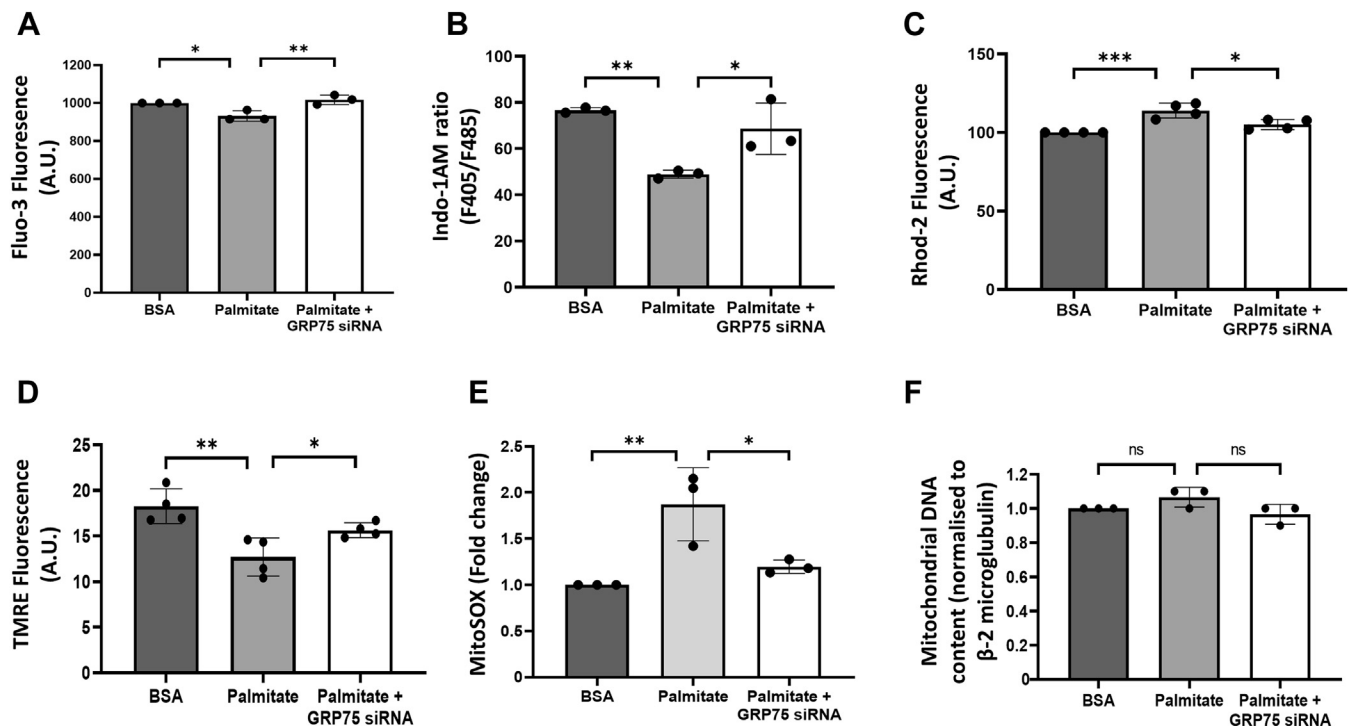 A
Fluo-3 Fluoresence
(A.U.)
1200
1000
800
600
400
200
0
*
**
BSA
Palmitate
Palmitate +
GRP75 siRNA
B
Indo-1AM ratio
(F405/F485)
100
80
60
40
20
0
**
*
BSA
Palmitate
Palmitate +
GRP75 siRNA
C
Rhod-2 Fluorescence
(A.U.)
150
100
50
0
***
*
BSA
Palmitate
Palmitate +
GRP75 siRNA
D
TMRE Fluorescence
(A.U.)
25
20
15
10
5
0
**
*
BSA
Palmitate
Palmitate +
GRP75 siRNA
E
MitoSOX (Fold change)
2.5
2.0
1.5
1.0
0.5
0.0
**
*
BSA
Palmitate
Palmitate +
GRP75 siRNA
F
Mitochondrial DNA
content (normalised to
β-2 microglubulin)
1.2
1.0
0.8
0.6
0.4
0.2
0.0
ns
ns
BSA
Palmitate
Palmitate +
GRP75 siRNA